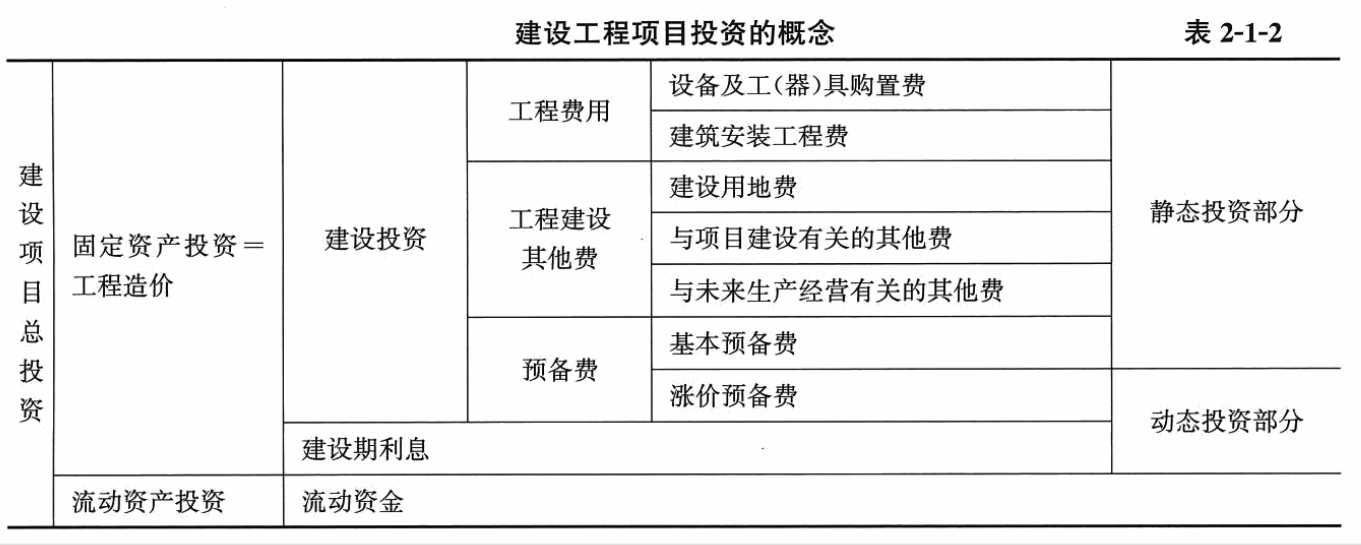 建设工程项目投资的概念
表 2-1-2
建设项目总投资
固定资产投资＝
工程造价
建设投资
工程费用
设备及工(器)具购置费
建筑安装工程费
工程建设
其他费
建设用地费
与项目建设有关的其他费
与未来生产经营有关的其他费
预备费
基本预备费
涨价预备费
静态投资部分
动态投资部分
建设期利息
流动资产投资
流动资金